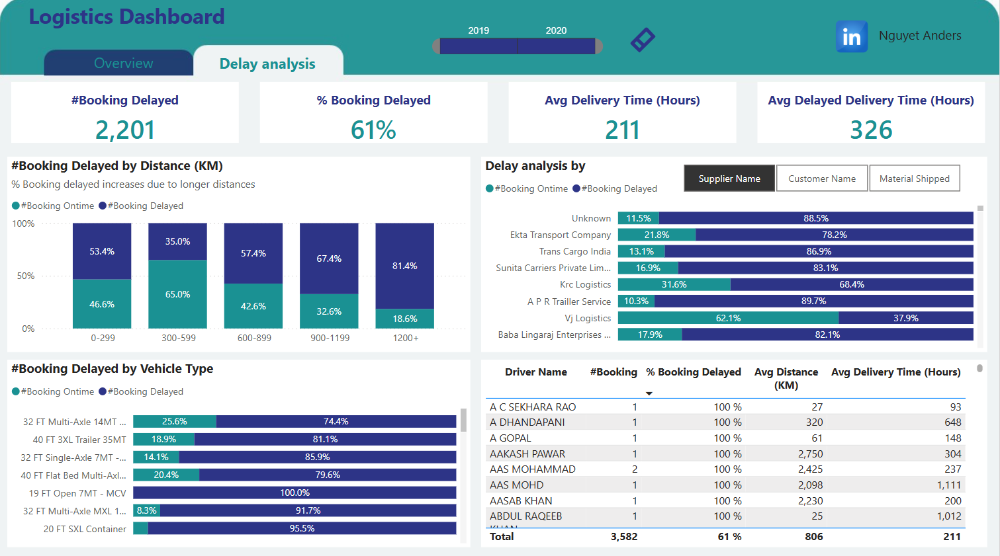 Logistics Dashboard
2019 2020
in Nguyet Anders
Overview Delay analysis
#Booking Delayed
2,201
% Booking Delayed
61%
Avg Delivery Time (Hours)
211
Avg Delayed Delivery Time (Hours)
326
#Booking Delayed by Distance (KM)
% Booking delayed increases due to longer distances
#Booking Ontime #Booking Delayed
100%
50%
0%
53.4% 35.0% 57.4% 67.4% 81.4%
46.6% 65.0% 42.6% 32.6% 18.6%
0-299 300-599 600-899 900-1199 1200+
Delay analysis by
Supplier Name Customer Name Material Shipped
#Booking Ontime #Booking Delayed
Unknown 11.5% 88.5%
Ekta Transport Company 21.8% 78.2%
Trans Cargo India 13.1% 86.9%
Sunita Carriers Private Lim... 16.9% 83.1%
Krc Logistics 31.6% 68.4%
A P R Trailler Service 10.3% 89.7%
Vj Logistics 62.1% 37.9%
Baba Lingaraj Enterprises ... 17.9% 82.1%
#Booking Delayed by Vehicle Type
#Booking Ontime #Booking Delayed
32 FT Multi-Axle 14MT ... 25.6% 74.4%
40 FT 3XL Trailer 35MT 18.9% 81.1%
32 FT Single-Axle 7MT -... 14.1% 85.9%
40 FT Flat Bed Multi-Axl... 20.4% 79.6%
19 FT Open 7MT - MCV 100.0%
32 FT Multi-Axle MXL 1... 8.3% 91.7%
20 FT SXL Container 95.5%
Driver Name #Booking % Booking Delayed Avg Distance (KM) Avg Delivery Time (Hours)
A C SEKHARA RAO 1 100 % 27 93
A DHANDAPANI 1 100 % 320 648
A GOPAL 1 100 % 61 148
AAKASH PAWAR 1 100 % 2,750 304
AAS MOHAMMAD 2 100 % 2,425 237
AAS MOHD 1 100 % 2,098 1,111
AASAB KHAN 1 100 % 2,230 200
ABDUL RAQEEB 1 100 % 25 1,012
Total 3,582 61 % 806 211